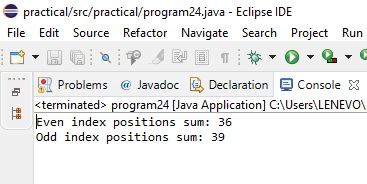 practical/src/practical/program24.java - Eclipse IDE
File Edit Source Refactor Navigate Search Project Run
Problems @ Javadoc Declaration Console
<terminated> program24 [Java Application] C:\Users\LENEVO\
Even index positions sum: 36
Odd index positions sum: 39